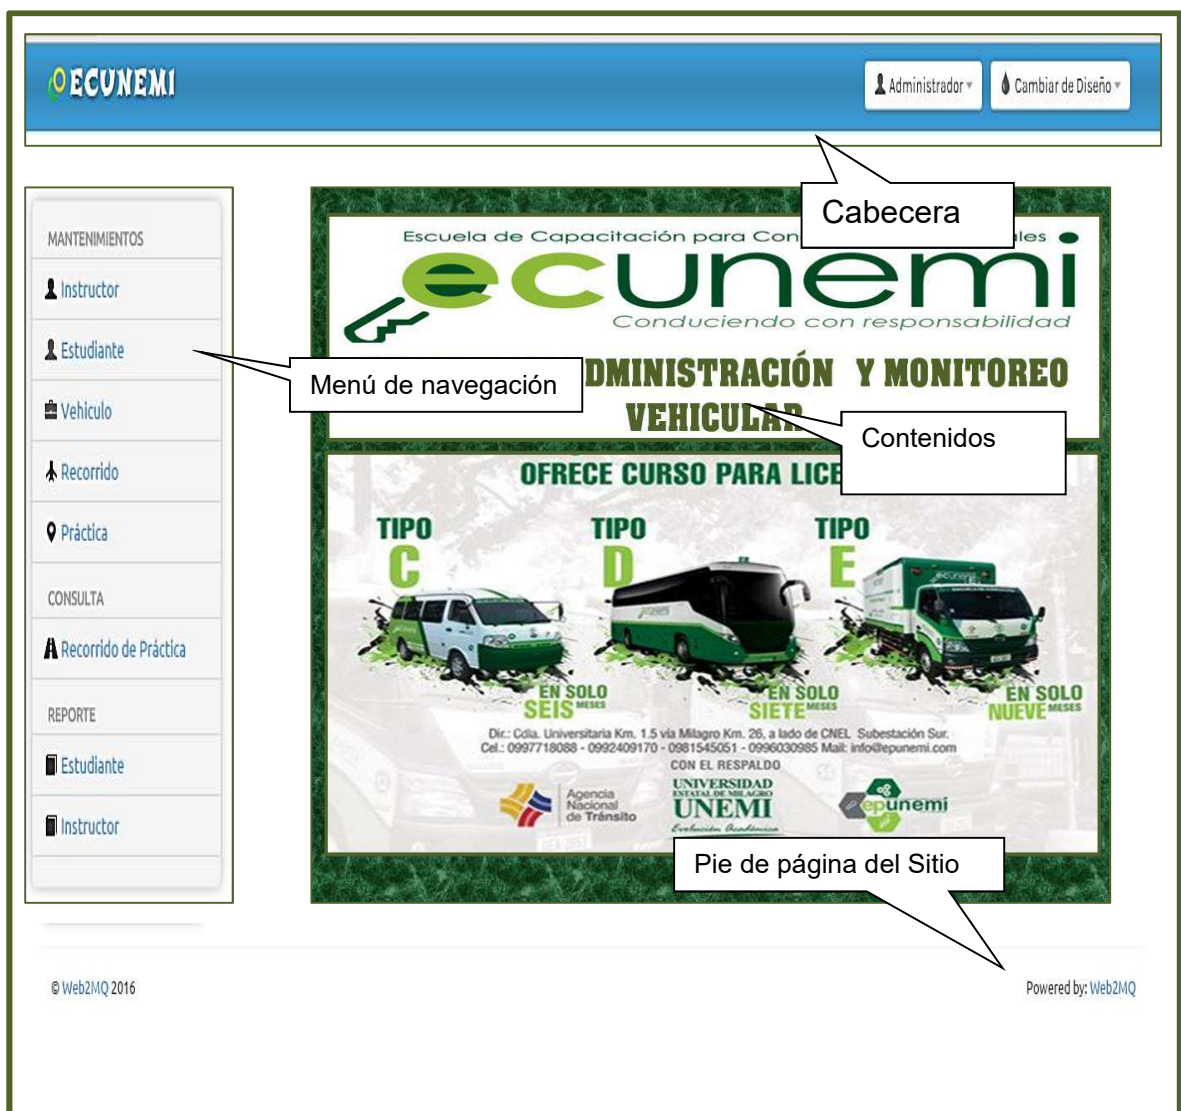 ECUNEMI
Administrador
Cambiar de Diseño
Cabecera
MANTENIMIENTOS
Instructor
Estudiante
Vehiculo
Recorrido
Práctica
CONSULTA
Recorrido de Práctica
REPORTE
Estudiante
Instructor
Menú de navegación
Escuela de Capacitación para Con ales
ecunemi
Conduciendo con responsabilidad
DMINISTRACIÓN Y MONITOREO
VEHICULAR
Contenidos
OFRECE CURSO PARA LICE
TIPO C
TIPO D
TIPO E
ecunemi
EN SOLO SEIS MESES
EN SOLO SIETE MESES
EN SOLO NUEVE MESES
Dir.: Cdla. Universitaria Km. 1.5 vía Milagro Km. 26, a lado de CNEL Subestación Sur.
Cel.: 0997718088 - 0992409170 - 0981545051 - 0996030985 Mail: info@epunemi.com
CON EL RESPALDO
Agencia
Nacional
de Tránsito
UNIVERSIDAD
ESTATAL DE MILAGRO
UNEMI
Evolución Académica
epunemi
Pie de página del Sitio
© Web2MQ 2016
Powered by: Web2MQ